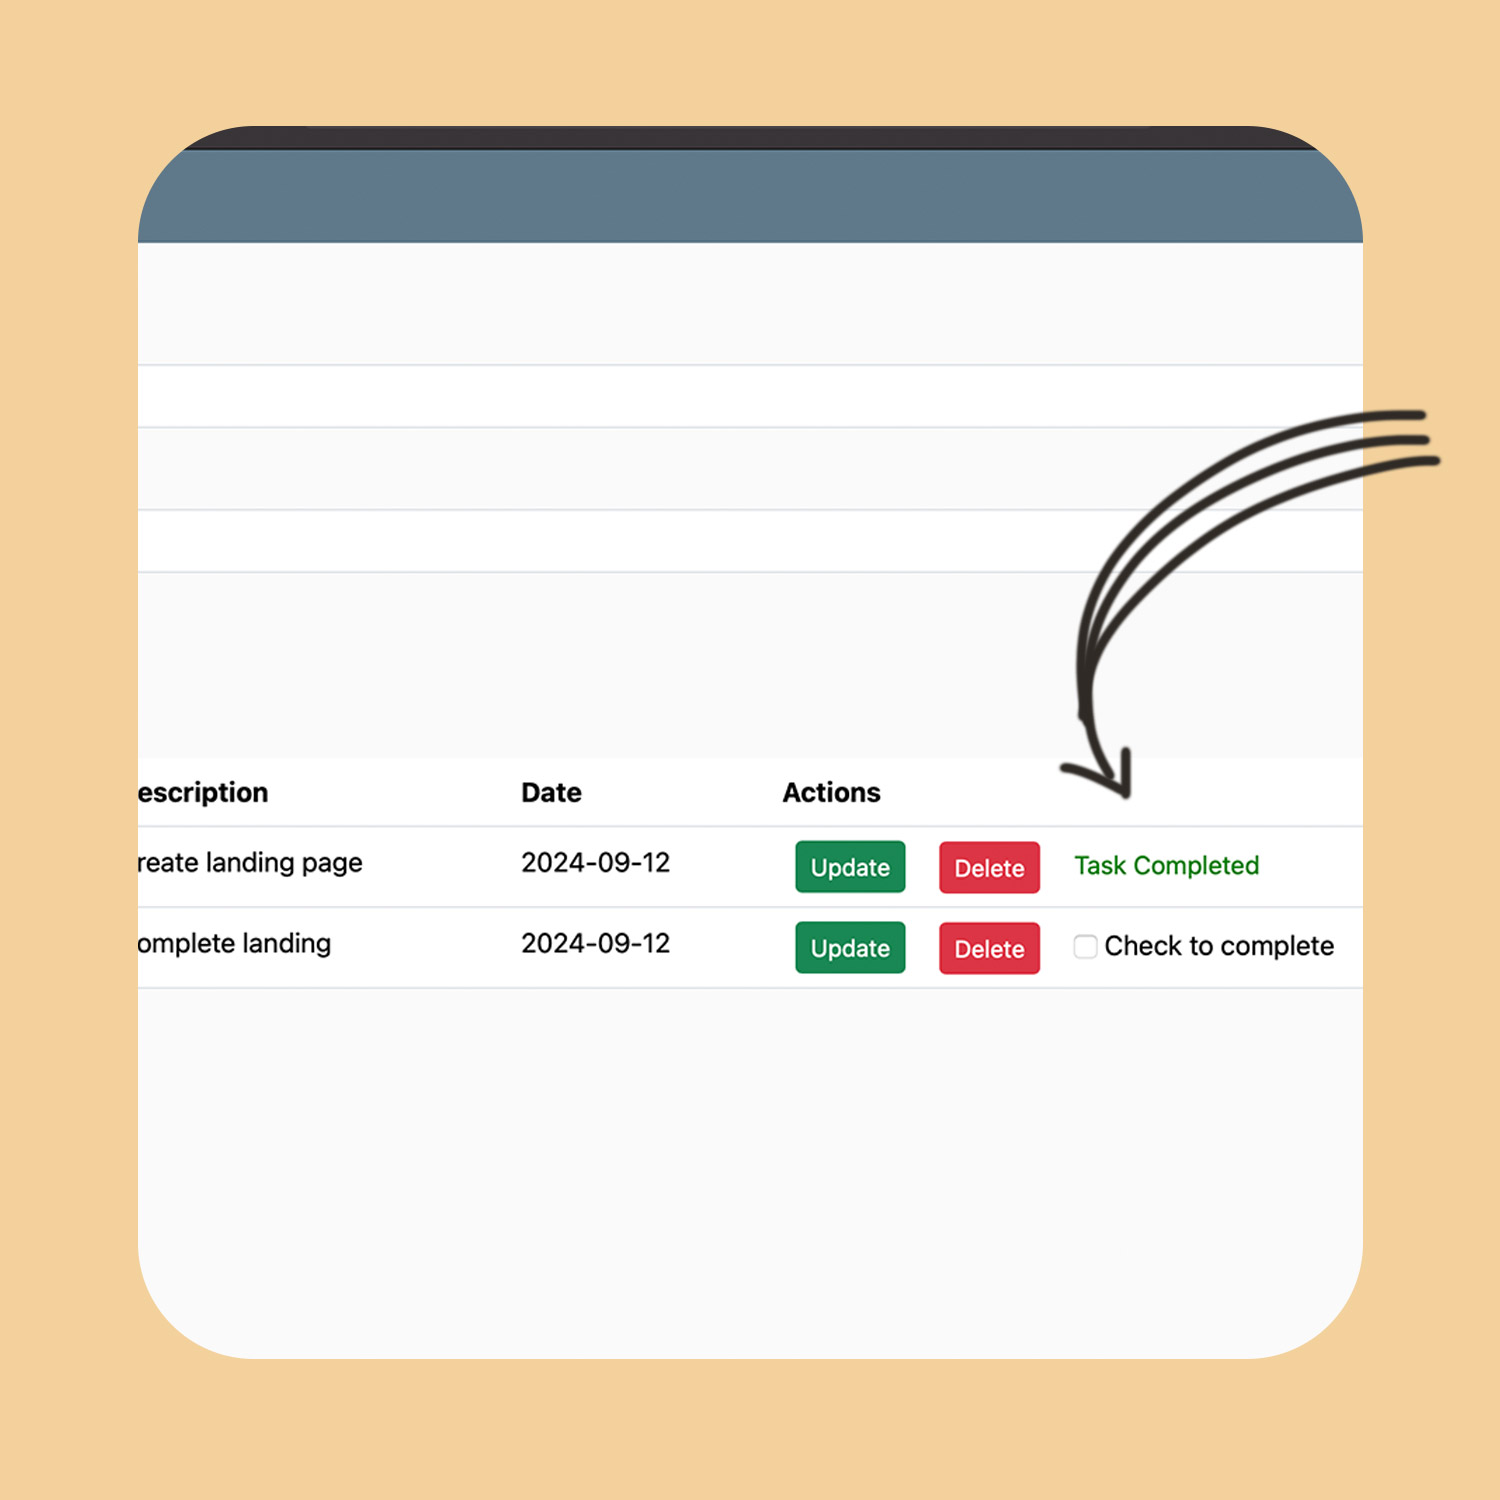 escription Date Actions
reate landing page 2024-09-12 Update Delete Task Completed
omplete landing 2024-09-12 Update Delete Check to complete